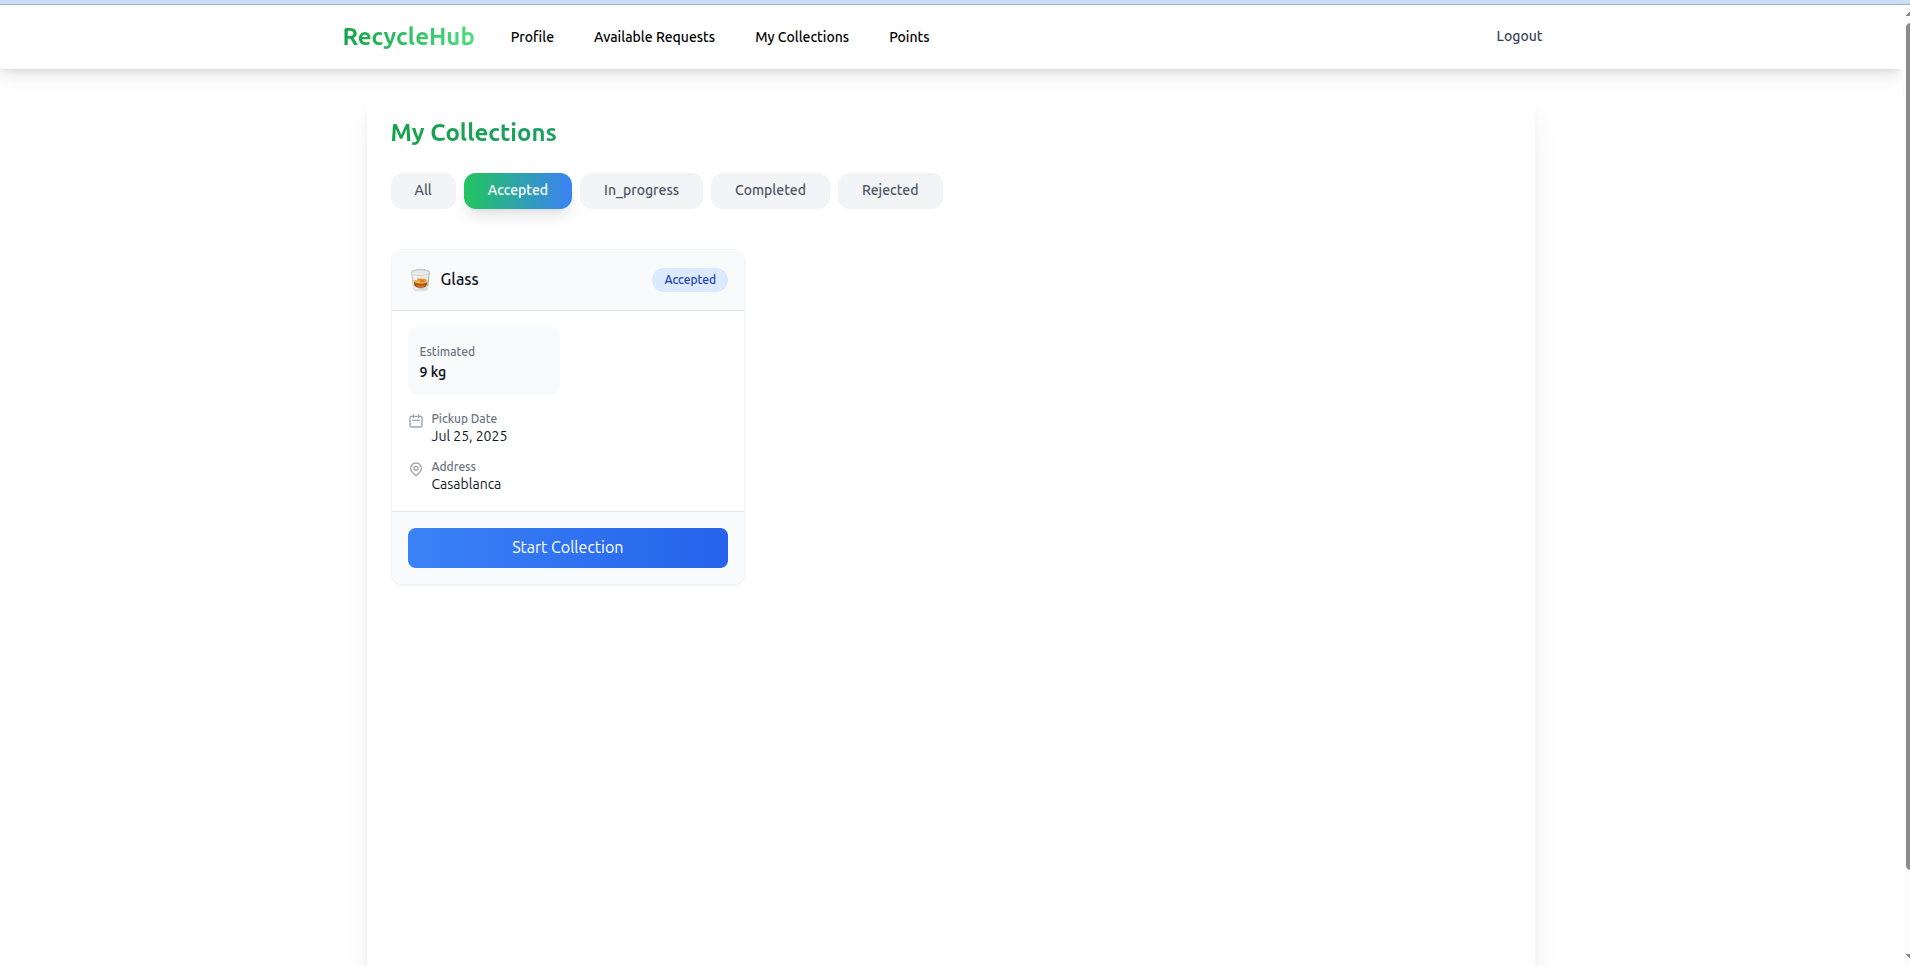 RecycleHub Profile Available Requests My Collections Points Logout
My Collections
All Accepted In_progress Completed Rejected
Glass Accepted
Estimated
9 kg
Pickup Date
Jul 25, 2025
Address
Casablanca
Start Collection